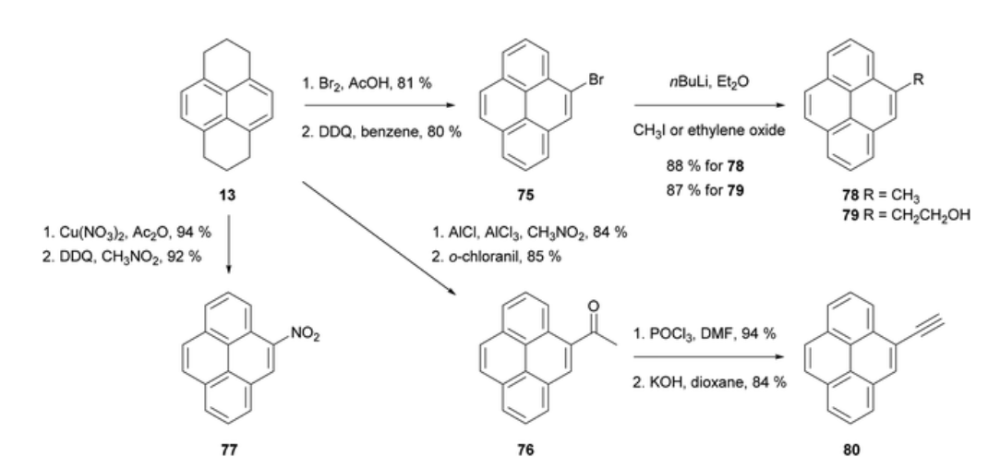 1. Br₂, AcOH, 81 %
2. DDQ, benzene, 80 %
Br
nBuLi, Et₂O
CH₃I or ethylene oxide
88 % for 78
87 % for 79
R
13
75
78 R = CH₃
79 R = CH₂CH₂OH
1. Cu(NO₃)₂, Ac₂O, 94 %
2. DDQ, CH₃NO₂, 92 %
1. AlCl, AlCl₃, CH₃NO₂, 84 %
2. o-chloranil, 85 %
NO₂
O
1. POCl₃, DMF, 94 %
2. KOH, dioxane, 84 %
77
76
80